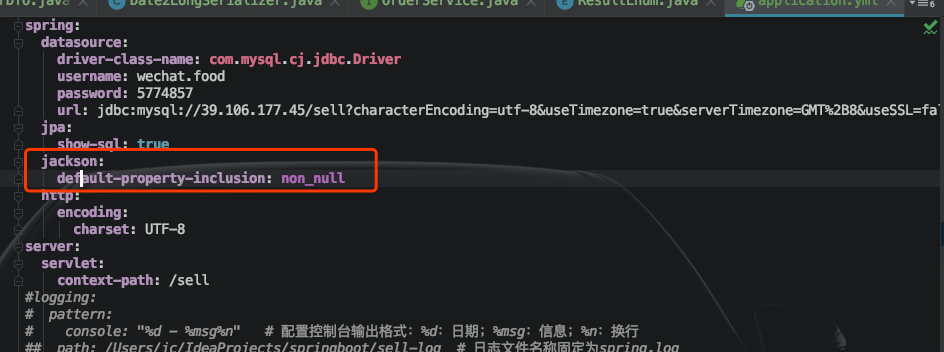 Date2LongSerializer.java OrderService.java ResultEnum.java application.yml
spring:
datasource:
driver-class-name: com.mysql.cj.jdbc.Driver
username: wechat.food
password: 5774857
url: jdbc:mysql://39.106.177.45/sell?characterEncoding=utf-8&useTimezone=true&serverTimezone=GMT%2B8&useSSL=fa
jpa:
show-sql: true
jackson:
default-property-inclusion: non_null
http:
encoding:
charset: UTF-8
server:
servlet:
context-path: /sell
#logging:
# pattern:
# console: "%d - %msg%n" # 配置控制台输出格式：%d：日期；%msg：信息；%n：换行
## path: /Users/jc/IdeaProjects/springboot/sell-log # 日志文件名称固定为spring.log